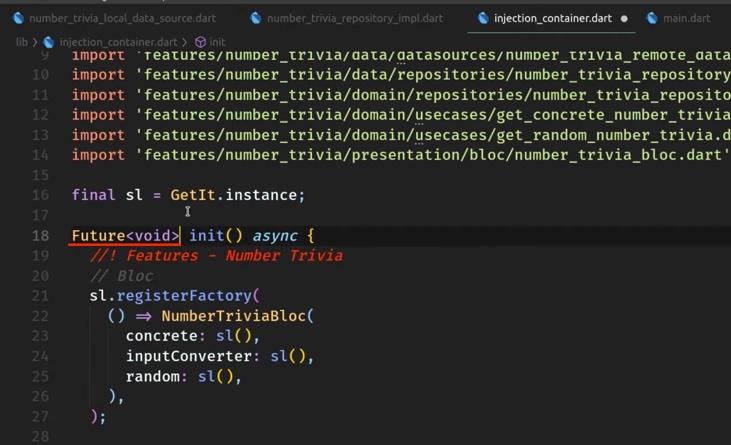 number_trivia_local_data_source.dart number_trivia_repository_impl.dart injection_container.dart main.dart
lib > injection_container.dart > init
9 import 'features/number_trivia/data/datasources/number_trivia_remote_data
10 import 'features/number_trivia/data/repositories/number_trivia_repository
11 import 'features/number_trivia/domain/repositories/number_trivia_reposito
12 import 'features/number_trivia/domain/usecases/get_concrete_number_trivia
13 import 'features/number_trivia/domain/usecases/get_random_number_trivia.d
14 import 'features/number_trivia/presentation/bloc/number_trivia_bloc.dart'
15
16 final sl = GetIt.instance;
17
18 Future<void> init() async {
19 //! Features - Number Trivia
20 // Bloc
21 sl.registerFactory(
22 () => NumberTriviaBloc(
23 concrete: sl(),
24 inputConverter: sl(),
25 random: sl(),
26 ),
27 );
28